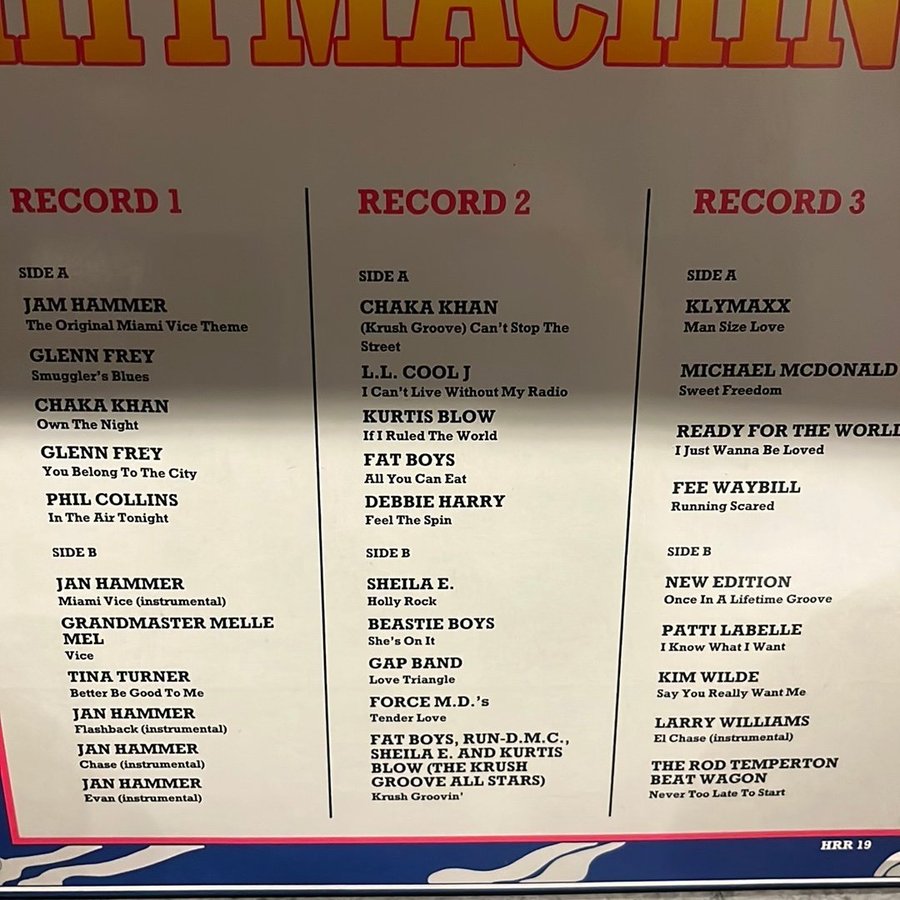 HIT MACHIN
RECORD 1
SIDE A
JAM HAMMER
The Original Miami Vice Theme
GLENN FREY
Smuggler's Blues
CHAKA KHAN
Own The Night
GLENN FREY
You Belong To The City
PHIL COLLINS
In The Air Tonight
SIDE B
JAN HAMMER
Miami Vice (instrumental)
GRANDMASTER MELLE
MEL
Vice
TINA TURNER
Better Be Good To Me
JAN HAMMER
Flashback (instrumental)
JAN HAMMER
Chase (instrumental)
JAN HAMMER
Evan (instrumental)
RECORD 2
SIDE A
CHAKA KHAN
(Krush Groove) Can't Stop The
Street
L.L. COOL J
I Can't Live Without My Radio
KURTIS BLOW
If I Ruled The World
FAT BOYS
All You Can Eat
DEBBIE HARRY
Feel The Spin
SIDE B
SHEILA E.
Holly Rock
BEASTIE BOYS
She's On It
GAP BAND
Love Triangle
FORCE M.D.'s
Tender Love
FAT BOYS, RUN-D.M.C.,
SHEILA E. AND KURTIS
BLOW (THE KRUSH
GROOVE ALL STARS)
Krush Groovin'
RECORD 3
SIDE A
KLYMAXX
Man Size Love
MICHAEL MCDONALD
Sweet Freedom
READY FOR THE WORLD
I Just Wanna Be Loved
FEE WAYBILL
Running Scared
SIDE B
NEW EDITION
Once In A Lifetime Groove
PATTI LABELLE
I Know What I Want
KIM WILDE
Say You Really Want Me
LARRY WILLIAMS
El Chase (instrumental)
THE ROD TEMPERTON
BEAT WAGON
Never Too Late To Start
HRR 19